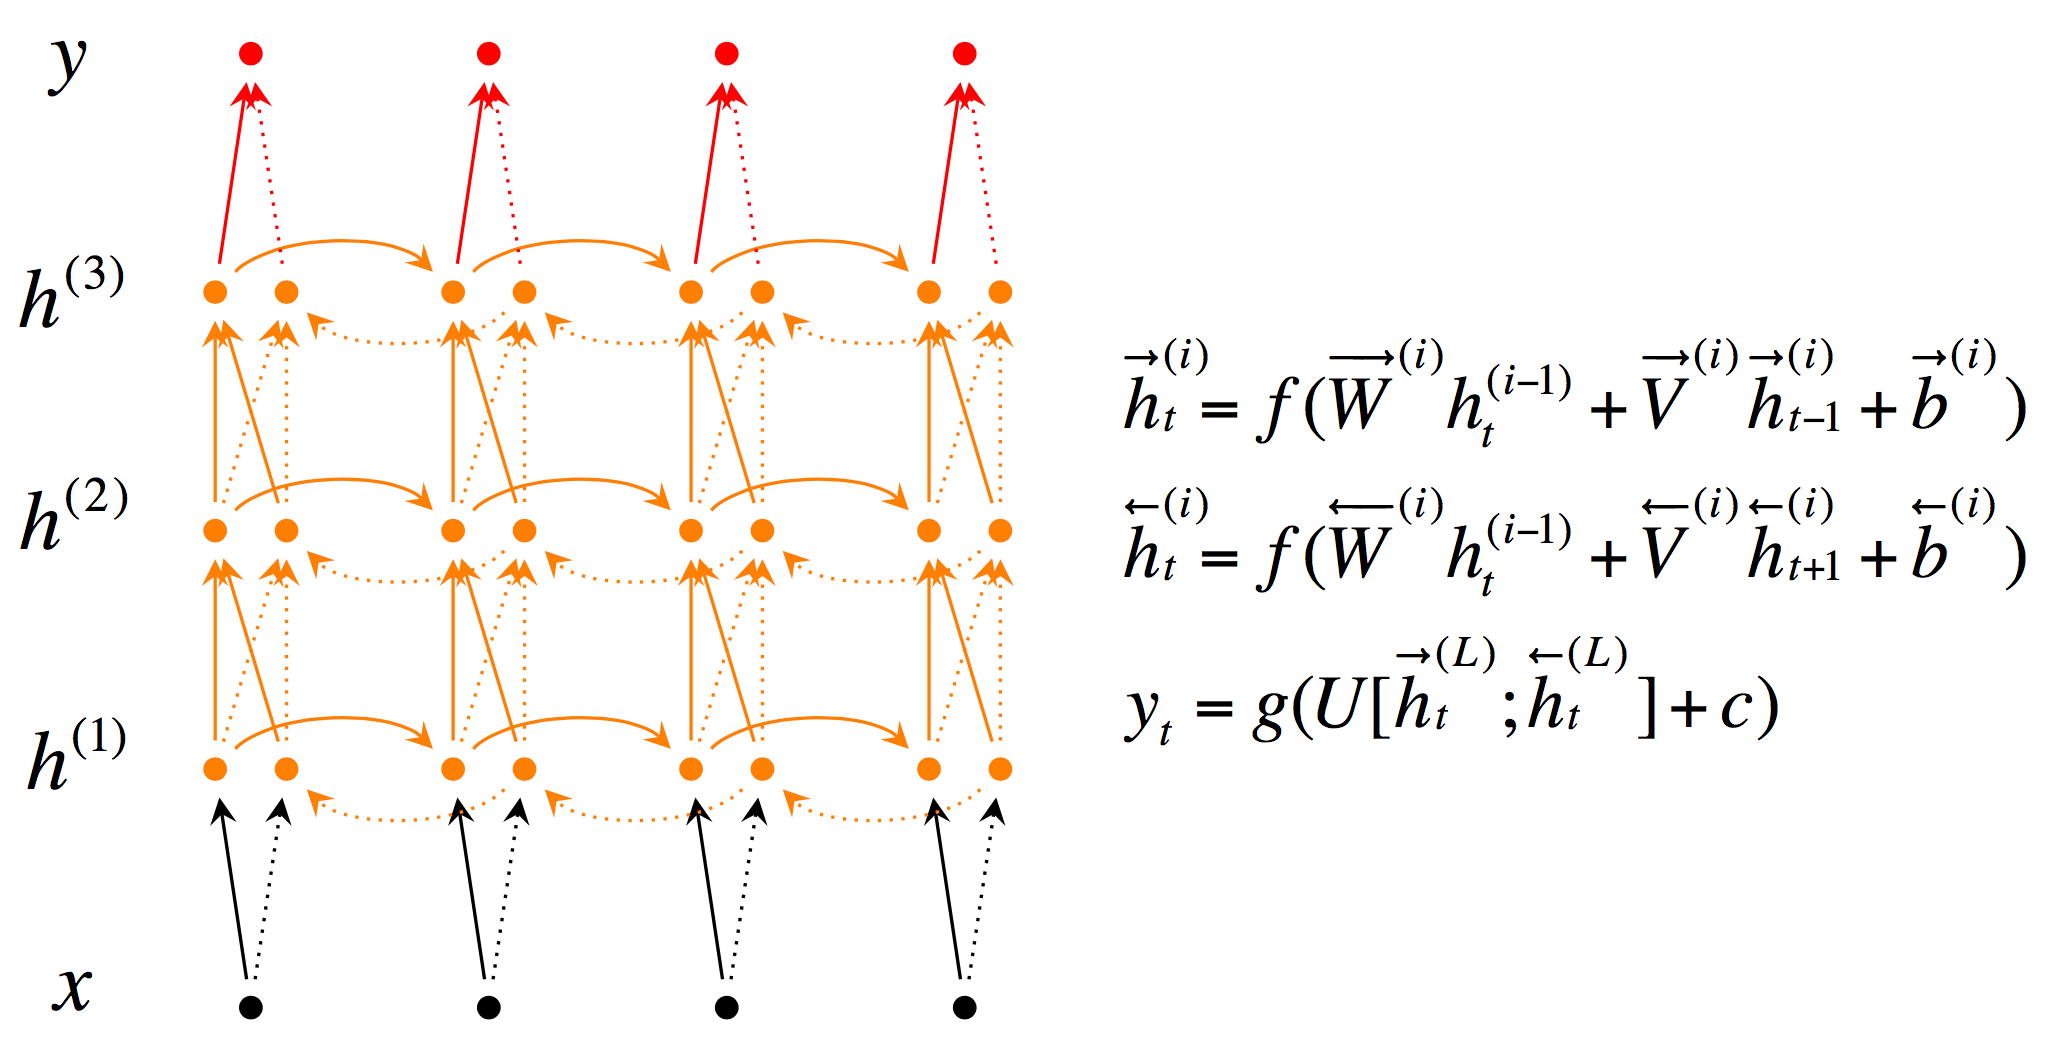 y
h^(3)
h^(2)
h^(1)
x
\overrightarrow{h}_t^{(i)} = f(\overrightarrow{W}^{(i)} h_t^{(i-1)} + \overrightarrow{V}^{(i)} \overrightarrow{h}_{t-1}^{(i)} + \overrightarrow{b}^{(i)})
\overleftarrow{h}_t^{(i)} = f(\overleftarrow{W}^{(i)} h_t^{(i-1)} + \overleftarrow{V}^{(i)} \overleftarrow{h}_{t+1}^{(i)} + \overleftarrow{b}^{(i)})
y_t = g(U[\overrightarrow{h}_t^{(L)}; \overleftarrow{h}_t^{(L)}] + c)